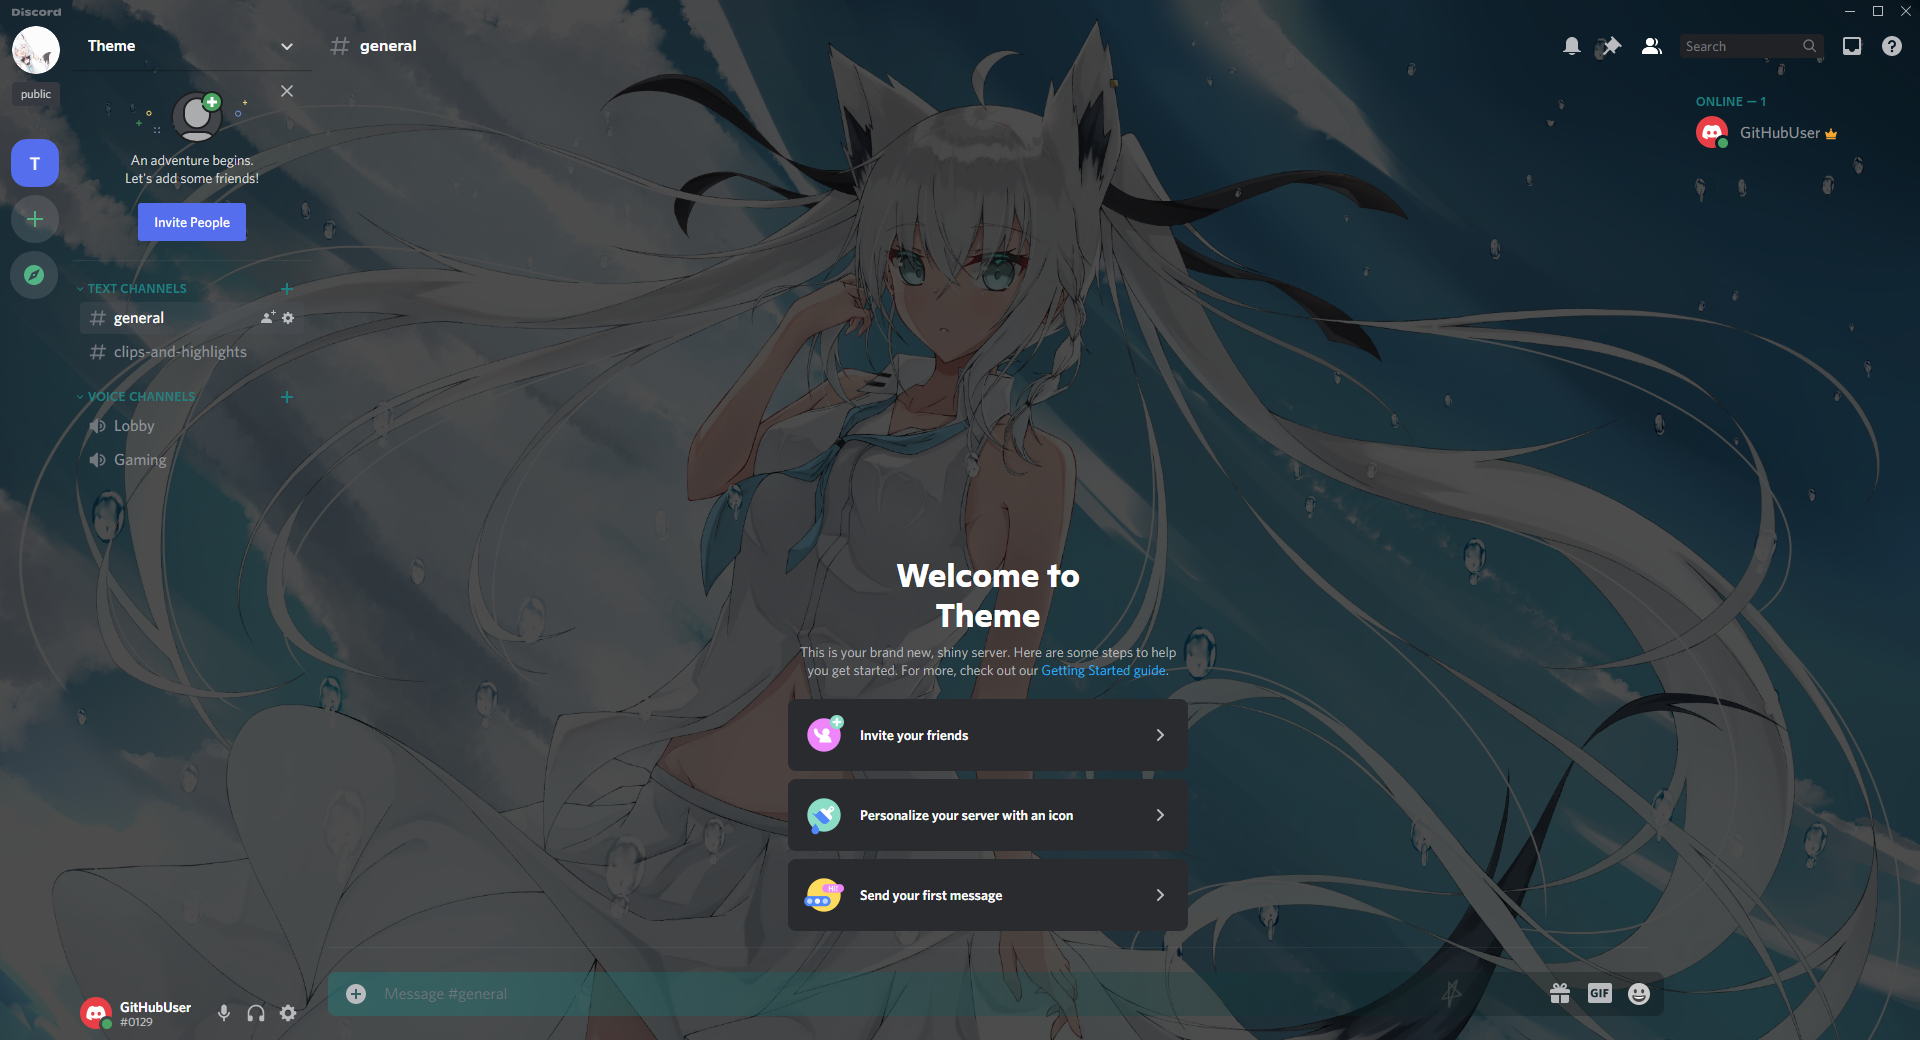 Discord
Theme
public
An adventure begins.
Let's add some friends!
Invite People
T
TEXT CHANNELS
general
clips-and-highlights
VOICE CHANNELS
Lobby
Gaming
GitHubUser
#0129
# general
Search
Welcome to
Theme
This is your brand new, shiny server. Here are some steps to help
you get started. For more, check out our Getting Started guide.
Invite your friends
Personalize your server with an icon
Hi!
Send your first message
Message #general
GIF
ONLINE — 1
GitHubUser